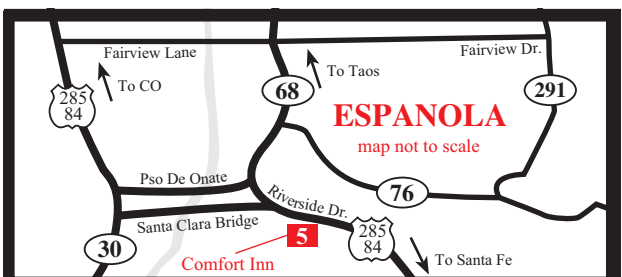 Fairview Lane
Fairview Dr.
To CO
To Taos
285
84
68
291
ESPANOLA
map not to scale
Pso De Onate
Riverside Dr.
76
Santa Clara Bridge
30
5
285
84
Comfort Inn
To Santa Fe